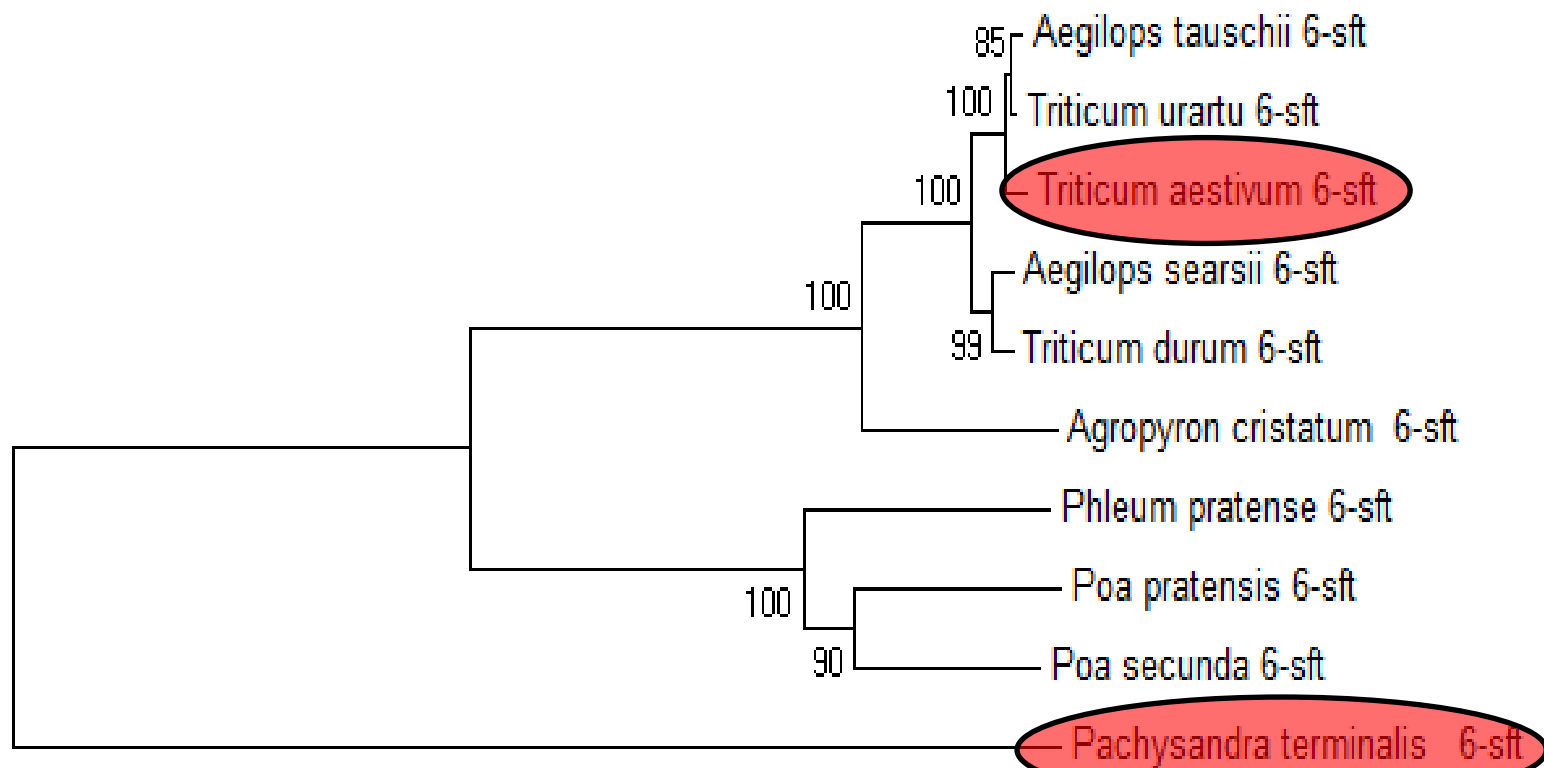 85
Aegilops tauschii 6-sft
100
Triticum urartu 6-sft
100
Triticum aestivum 6-sft
Aegilops searsii 6-sft
100
99
Triticum durum 6-sft
Agropyron cristatum 6-sft
Phleum pratense 6-sft
100
Poa pratensis 6-sft
90
Poa secunda 6-sft
Pachysandra terminalis 6-sft